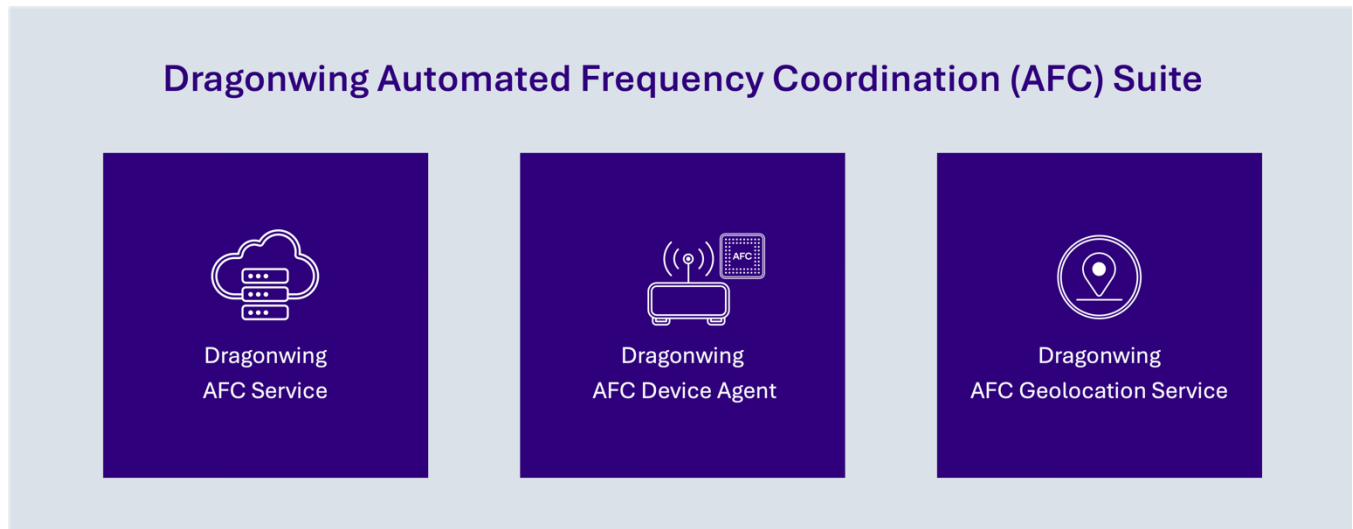 Dragonwing Automated Frequency Coordination (AFC) Suite
AFC
Dragonwing
AFC Service
Dragonwing
AFC Device Agent
Dragonwing
AFC Geolocation Service